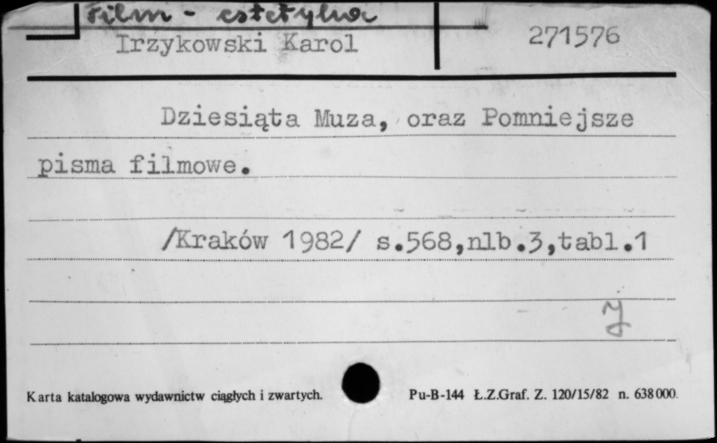 film - estetyka
Irzykowski Karol 271576
Dziesiąta Muza, oraz Pomniejsze
pisma filmowe.
/Kraków 1982/ s.568,nlb.3,tabl.1
Karta katalogowa wydawnictw ciągłych i zwartych. Pu-B-144 Ł.Z.Graf. Z. 120/15/82 n. 638000.